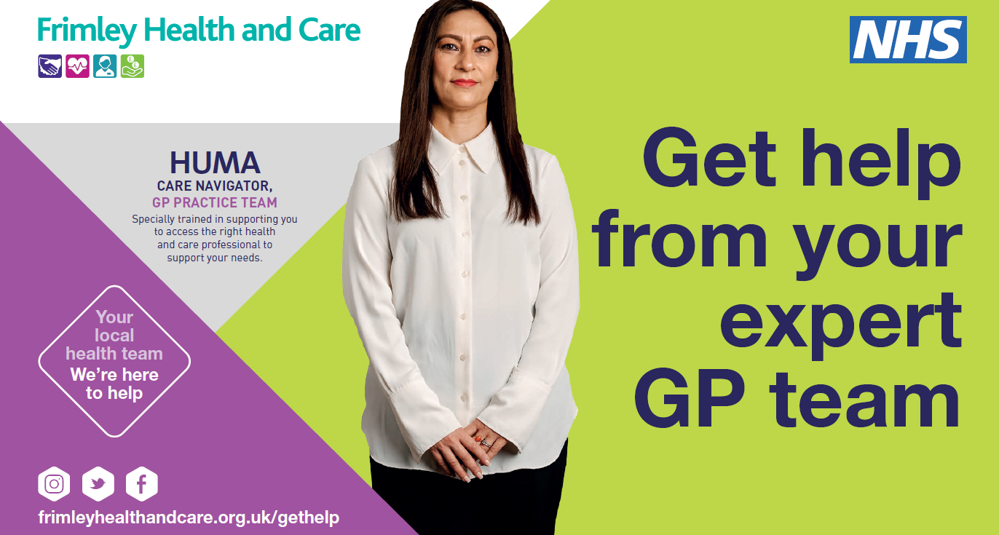 Frimley Health and Care
NHS
HUMA
CARE NAVIGATOR,
GP PRACTICE TEAM
Specially trained in supporting you
to access the right health
and care professional to
support your needs.
Get help
from your
expert
GP team
Your
local
health team
We're here
to help
frimleyhealthandcare.org.uk/gethelp